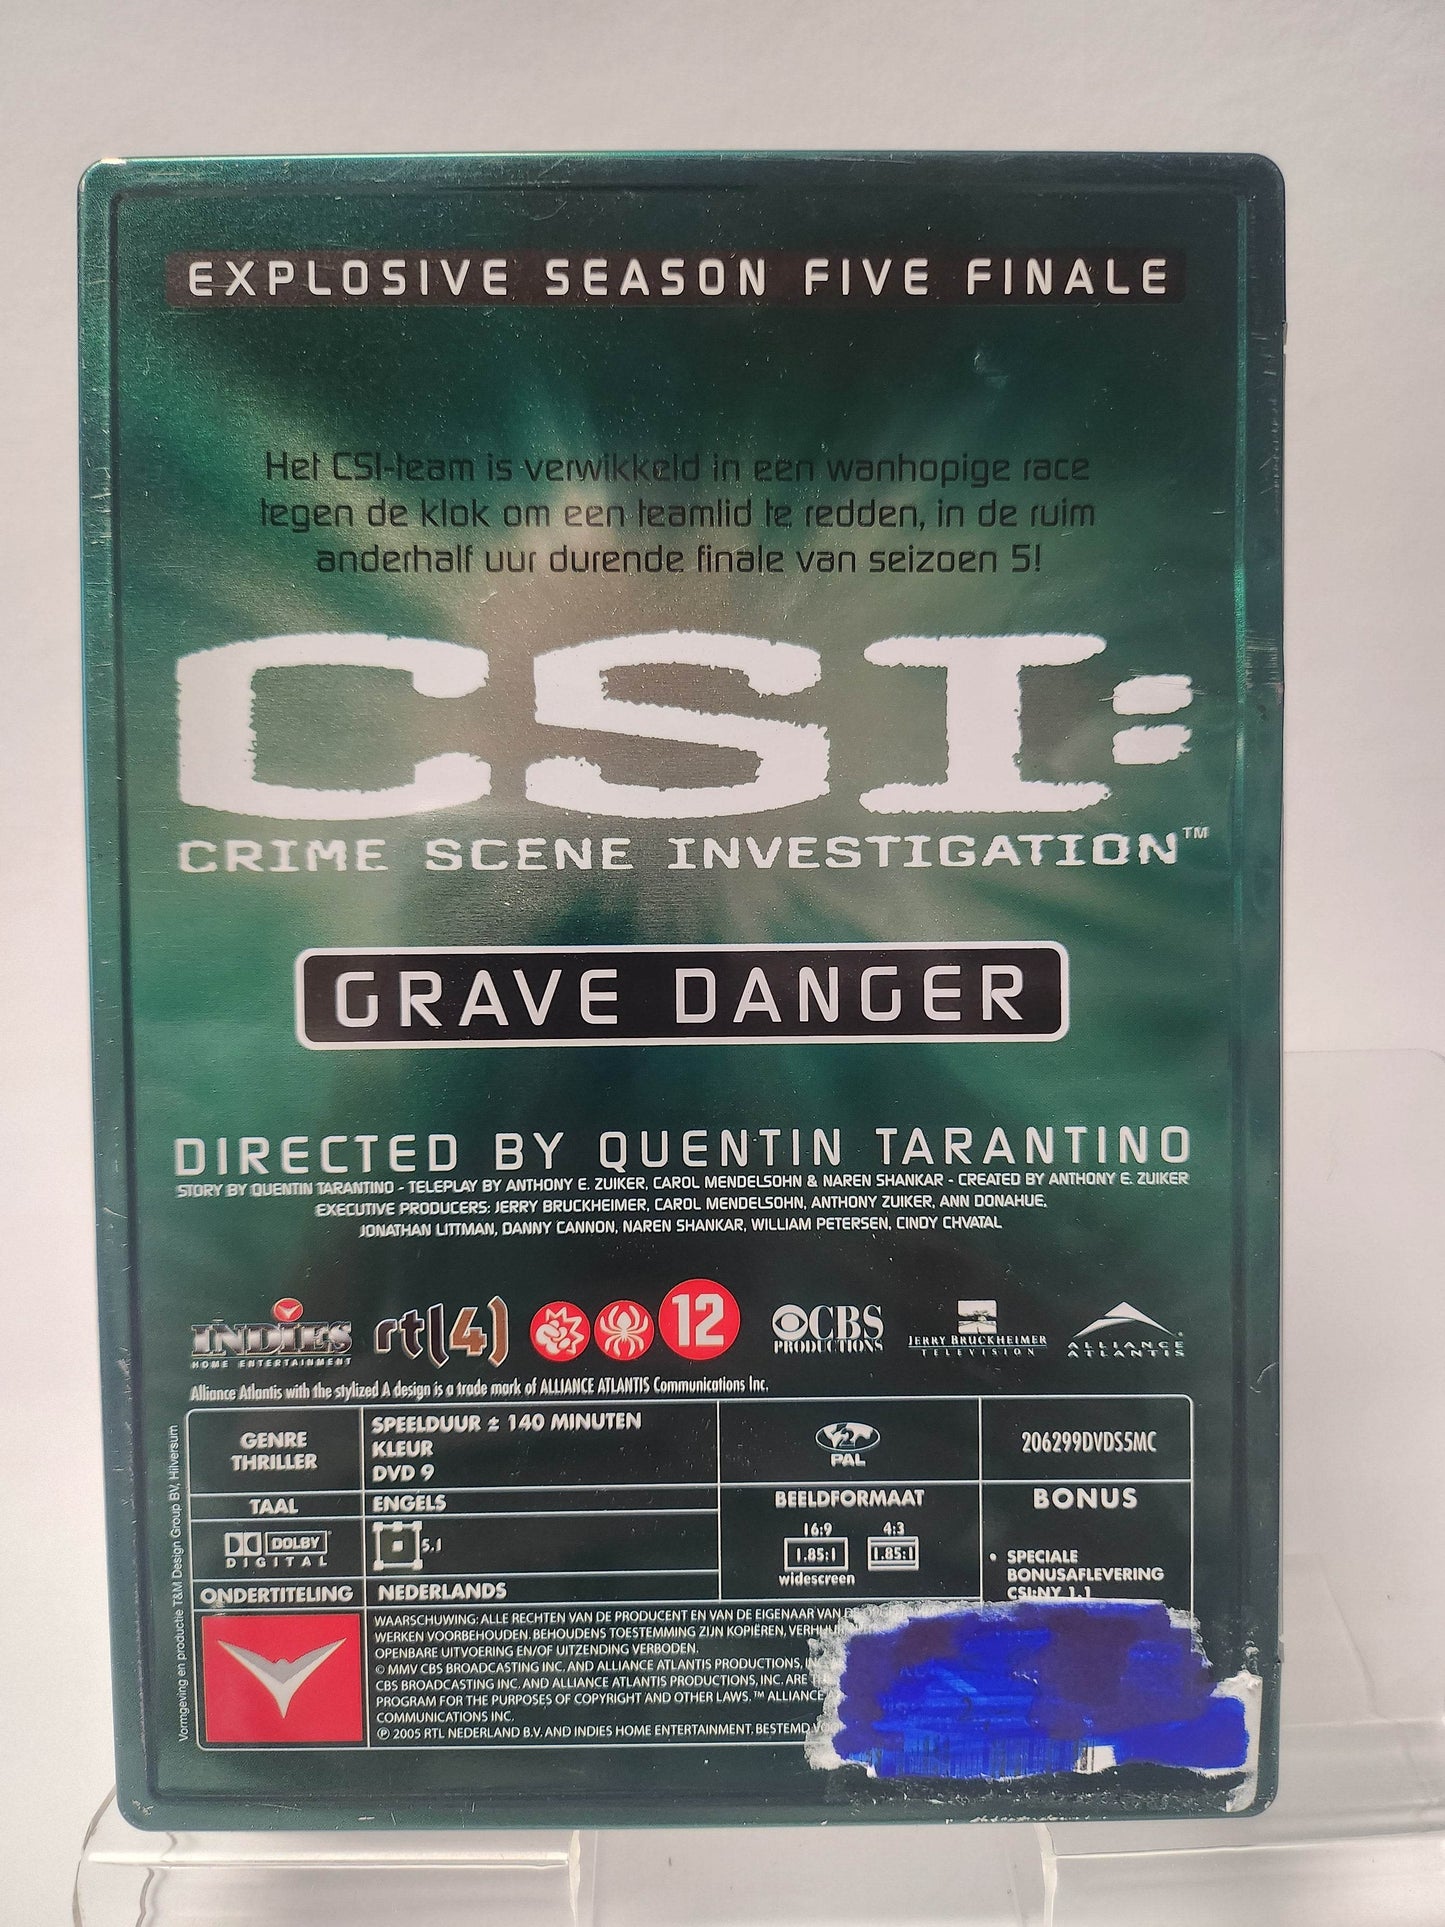 EXPLOSIVE SEASON FIVE FINALE
Het CSI-team is verwikkeld in een wanhopige race
tegen de klok om een teamlid te redden, in de ruim
anderhalf uur durende finale van seizoen 5!
CSI:
CRIME SCENE INVESTIGATION™
GRAVE DANGER
DIRECTED BY QUENTIN TARANTINO
STORY BY QUENTIN TARANTINO - TELEPLAY BY ANTHONY E. ZUIKER, CAROL MENDELSOHN & NAREN SHANKAR - CREATED BY ANTHONY E. ZUIKER
EXECUTIVE PRODUCERS: JERRY BRUCKHEIMER, CAROL MENDELSOHN, ANTHONY ZUIKER, ANN DONAHUE,
JONATHAN LITTMAN, DANNY CANNON, NAREN SHANKAR, WILLIAM PETERSEN, CINDY CHVATAL
INDIES
HOME ENTERTAINMENT
rtl 4
12
CBS
PRODUCTIONS
JERRY BRUCKHEIMER
TELEVISION
ALLIANCE
ATLANTIS
Alliance Atlantis with the stylized A design is a trade mark of ALLIANCE ATLANTIS Communications Inc.
GENRE
THRILLER
SPEELDUUR ± 140 MINUTEN
KLEUR
DVD 9
2
PAL
206299DVDS5MC
TAAL
ENGELS
DOLBY
DIGITAL
5.1
ONDERTITELING
NEDERLANDS
BEELDFORMAAT
16:9
4:3
1.85:1
1.85:1
widescreen
BONUS
• SPECIALE
BONUSAFLEVERING
CSI:NY 1.1
WAARSCHUWING: ALLE RECHTEN VAN DE PRODUCENT EN VAN DE EIGENAAR VAN
WERKEN VOORBEHOUDEN. BEHOUDENS TOESTEMMING ZIJN KOPIËREN,
OPENBARE UITVOERING EN/OF UITZENDING VERBODEN.
© MMV CBS BROADCASTING INC. AND ALLIANCE ATLANTIS PRODUCTIONS,
CBS BROADCASTING INC. AND ALLIANCE ATLANTIS PRODUCTIONS, INC. ARE
PROGRAM FOR THE PURPOSES OF COPYRIGHT AND OTHER LAWS. ™ ALLIANCE
COMMUNICATIONS INC.
℗ 2005 RTL NEDERLAND B.V. AND INDIES HOME ENTERTAINMENT. BESTEMD
Vormgeving en productie T&M Design Group BV, Hilversum